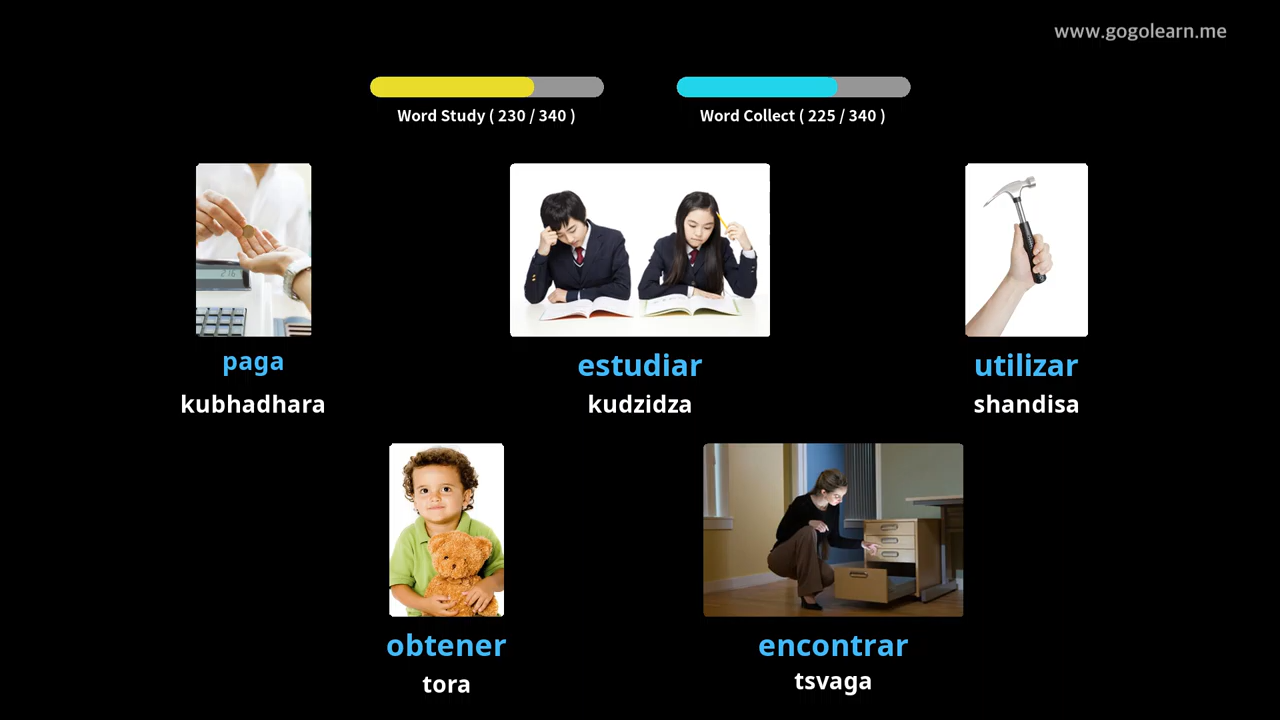 www.gogolearn.me
Word Study ( 230 / 340 )
Word Collect ( 225 / 340 )
paga
kubhadhara
estudiar
kudzidza
utilizar
shandisa
obtener
tora
encontrar
tsvaga